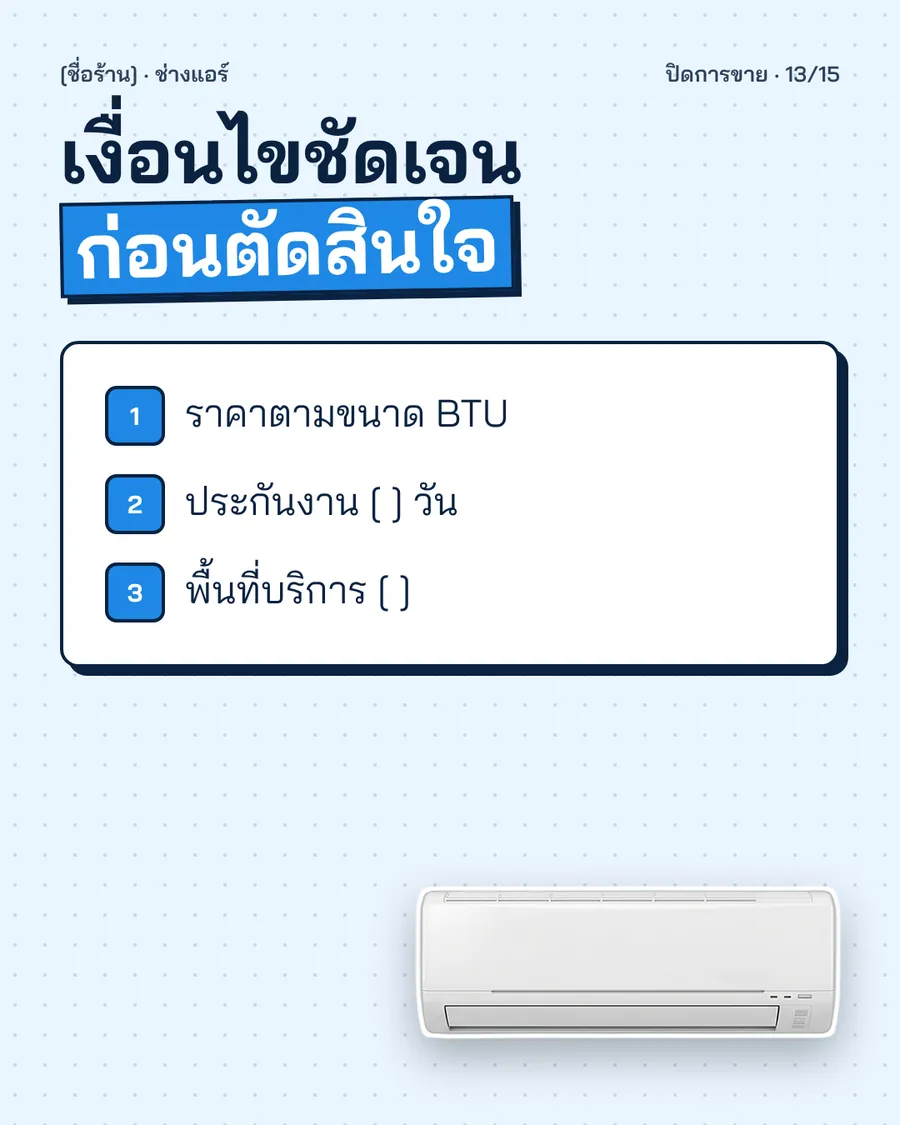 [ชื่อร้าน] · ช่างแอร์
ปิดการขาย · 13/15
เงื่อนไขชัดเจน
ก่อนตัดสินใจ
1 ราคาตามขนาด BTU
2 ประกันงาน [ ] วัน
3 พื้นที่บริการ [ ]